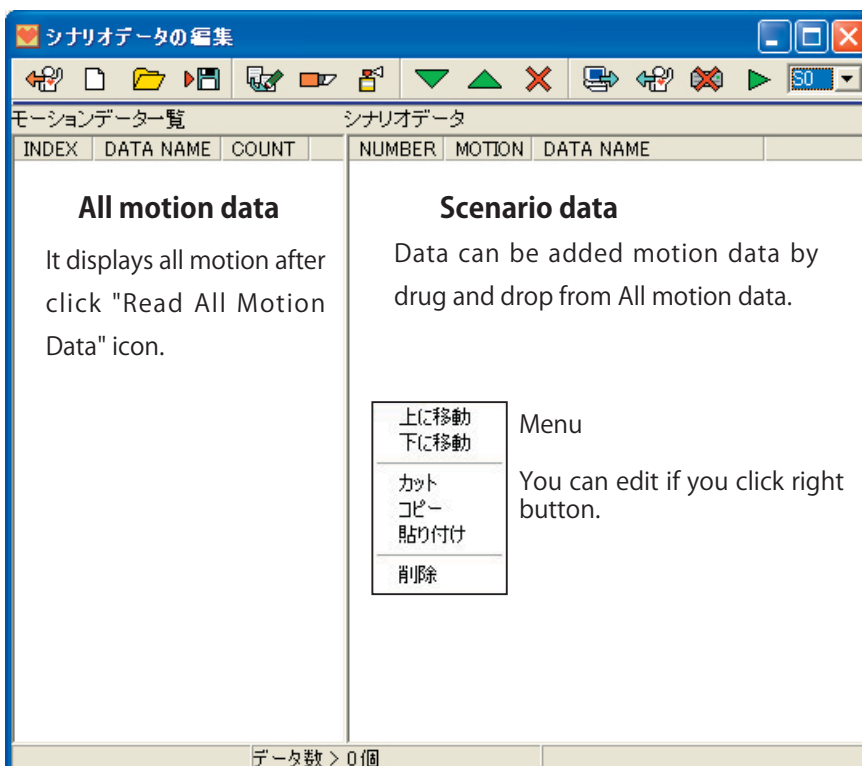 シナリオデータの編集
S0
モーションデータ一覧
シナリオデータ
INDEX DATA NAME COUNT
NUMBER MOTION DATA NAME
All motion data
It displays all motion after
click "Read All Motion
Data" icon.
Scenario data
Data can be added motion data by
drug and drop from All motion data.
上に移動
下に移動
カット
コピー
貼り付け
削除
Menu
You can edit if you click right
button.
データ数 > 0個